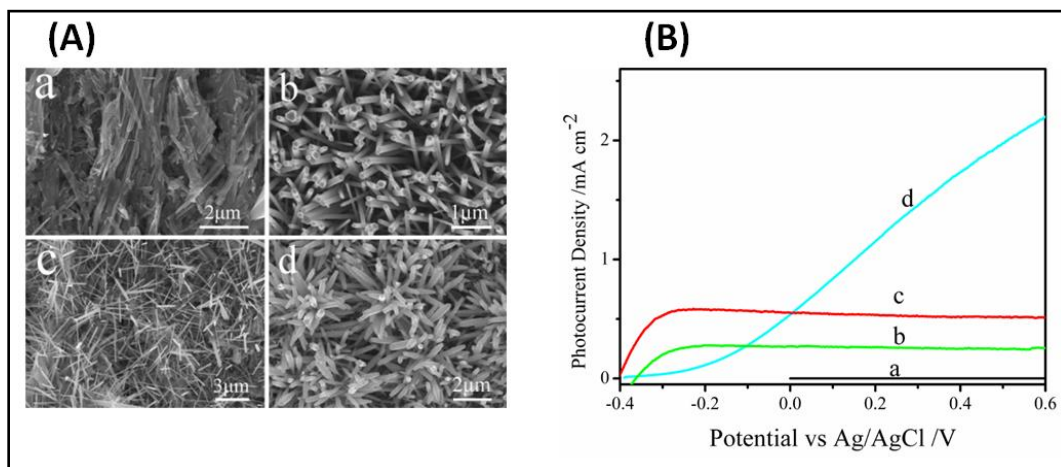 (A)
(B)
a
2μm
b
1μm
c
3μm
d
2μm
Photocurrent Density /mA cm⁻²
2
1
0
d
c
b
a
-0.4 -0.2 0.0 0.2 0.4 0.6
Potential vs Ag/AgCl /V